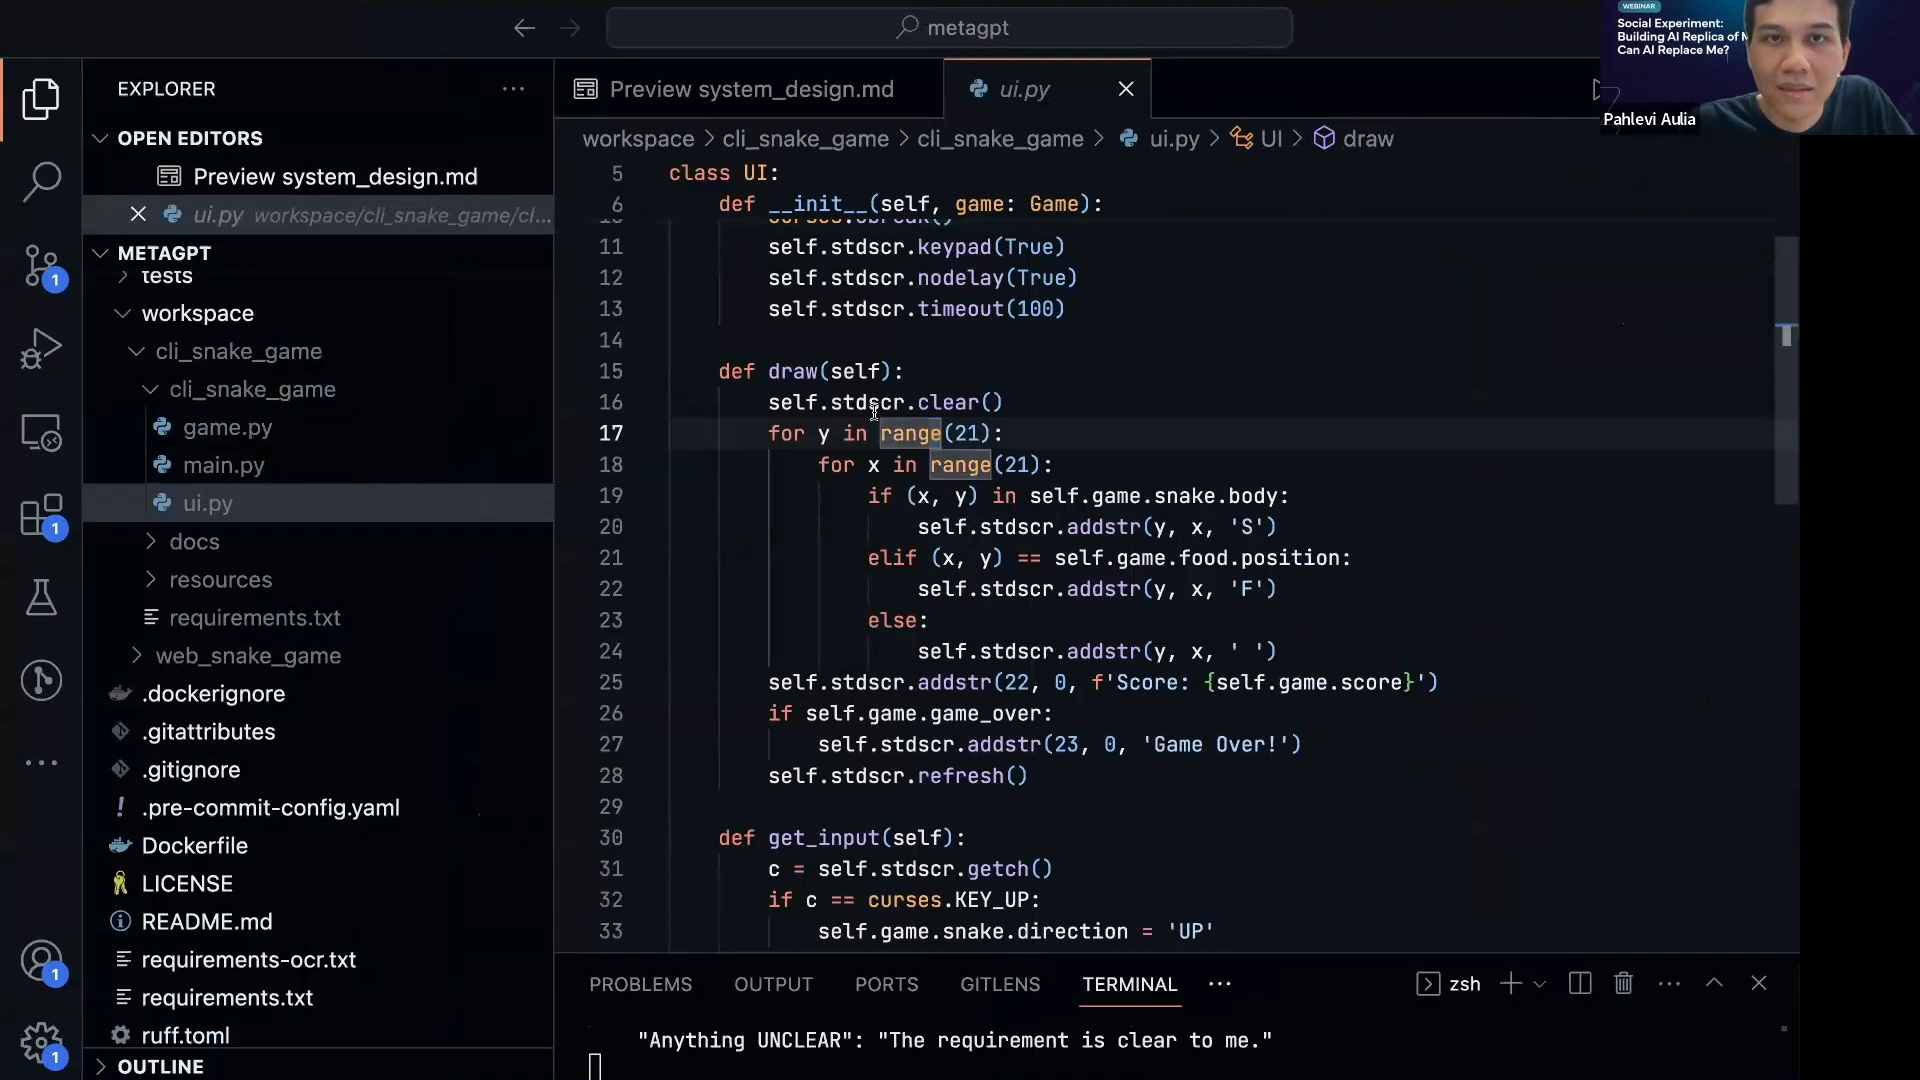 metagpt
WEBINAR
Social Experiment:
Building AI Replica of M
Can AI Replace Me?
Pahlevi Aulia
EXPLORER
OPEN EDITORS
Preview system_design.md
ui.py workspace/cli_snake_game/cl...
METAGPT
tests
workspace
cli_snake_game
cli_snake_game
game.py
main.py
ui.py
docs
resources
requirements.txt
web_snake_game
.dockerignore
.gitattributes
.gitignore
.pre-commit-config.yaml
Dockerfile
LICENSE
README.md
requirements-ocr.txt
requirements.txt
ruff.toml
OUTLINE
1
1
1
1
Preview system_design.md
ui.py
workspace > cli_snake_game > cli_snake_game > ui.py > UI > draw
5 class UI:
6 def __init__(self, game: Game):
11 self.stdscr.keypad(True)
12 self.stdscr.nodelay(True)
13 self.stdscr.timeout(100)
14
15 def draw(self):
16 self.stdscr.clear()
17 for y in range(21):
18 for x in range(21):
19 if (x, y) in self.game.snake.body:
20 self.stdscr.addstr(y, x, 'S')
21 elif (x, y) == self.game.food.position:
22 self.stdscr.addstr(y, x, 'F')
23 else:
24 self.stdscr.addstr(y, x, ' ')
25 self.stdscr.addstr(22, 0, f'Score: {self.game.score}')
26 if self.game.game_over:
27 self.stdscr.addstr(23, 0, 'Game Over!')
28 self.stdscr.refresh()
29
30 def get_input(self):
31 c = self.stdscr.getch()
32 if c == curses.KEY_UP:
33 self.game.snake.direction = 'UP'
PROBLEMS OUTPUT PORTS GITLENS TERMINAL ... zsh
"Anything UNCLEAR": "The requirement is clear to me."